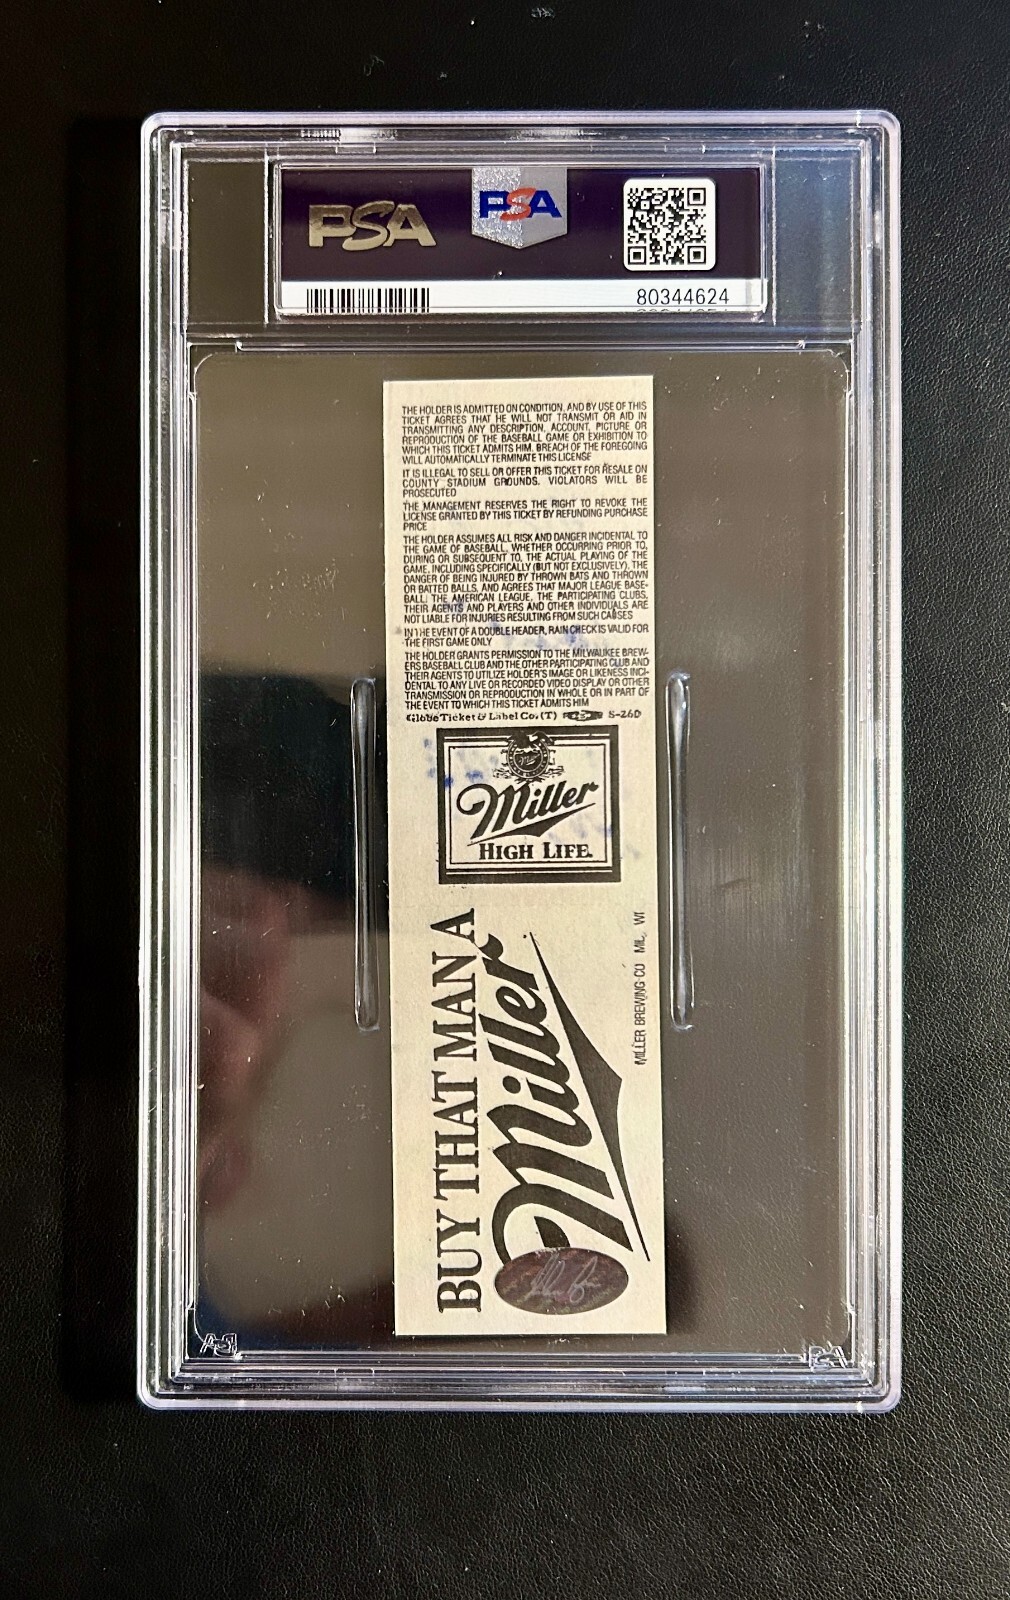 PSA
PSA
80344624
THE HOLDER IS ADMITTED ON CONDITION, AND BY USE OF THIS
TICKET AGREES THAT HE WILL NOT TRANSMIT OR AID IN
TRANSMITTING ANY DESCRIPTION, ACCOUNT, PICTURE OR
REPRODUCTION OF THE BASEBALL GAME OR EXHIBITION TO
WHICH THIS TICKET ADMITS HIM. BREACH OF THE FOREGOING
WILL AUTOMATICALLY TERMINATE THIS LICENSE
IT IS ILLEGAL TO SELL OR OFFER THIS TICKET FOR RESALE ON
COUNTY STADIUM GROUNDS. VIOLATORS WILL BE
PROSECUTED
THE MANAGEMENT RESERVES THE RIGHT TO REVOKE THE
LICENSE GRANTED BY THIS TICKET BY REFUNDING PURCHASE
PRICE
THE HOLDER ASSUMES ALL RISK AND DANGER INCIDENTAL TO
THE GAME OF BASEBALL, WHETHER OCCURRING PRIOR TO,
DURING OR SUBSEQUENT TO, THE ACTUAL PLAYING OF THE
GAME, INCLUDING SPECIFICALLY (BUT NOT EXCLUSIVELY), THE
DANGER OF BEING INJURED BY THROWN BATS AND THROWN
OR BATTED BALLS, AND AGREES THAT MAJOR LEAGUE BASE-
BALL, THE AMERICAN LEAGUE, THE PARTICIPATING CLUBS,
THEIR AGENTS AND PLAYERS AND OTHER INDIVIDUALS ARE
NOT LIABLE FOR INJURIES RESULTING FROM SUCH CAUSES
IN THE EVENT OF A DOUBLE HEADER, RAIN CHECK IS VALID FOR
THE FIRST GAME ONLY
THE HOLDER GRANTS PERMISSION TO THE MILWAUKEE BREW-
ERS BASEBALL CLUB AND THE OTHER PARTICIPATING CLUB AND
THEIR AGENTS TO UTILIZE HOLDER'S IMAGE OR LIKENESS INCI-
DENTAL TO ANY LIVE OR RECORDED VIDEO DISPLAY OR OTHER
TRANSMISSION OR REPRODUCTION IN WHOLE OR IN PART OF
THE EVENT TO WHICH THIS TICKET ADMITS HIM
Globe Ticket & Label Co. (T) S-26D
Miller
HIGH LIFE.
BUY THAT MAN A
Miller
MILLER BREWING CO MIL, WI
PSA